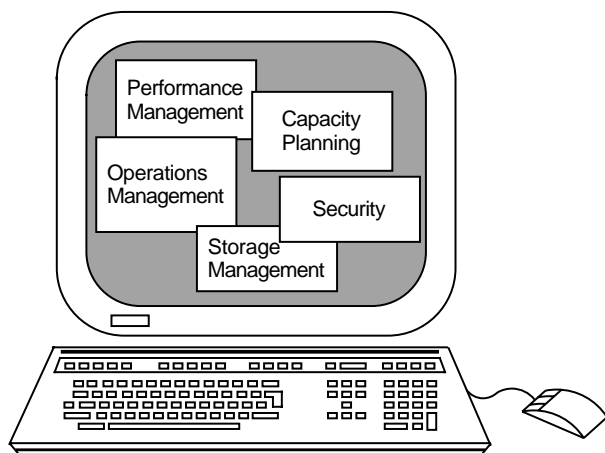 Performance
Management
Capacity
Planning
Operations
Management
Security
Storage
Management